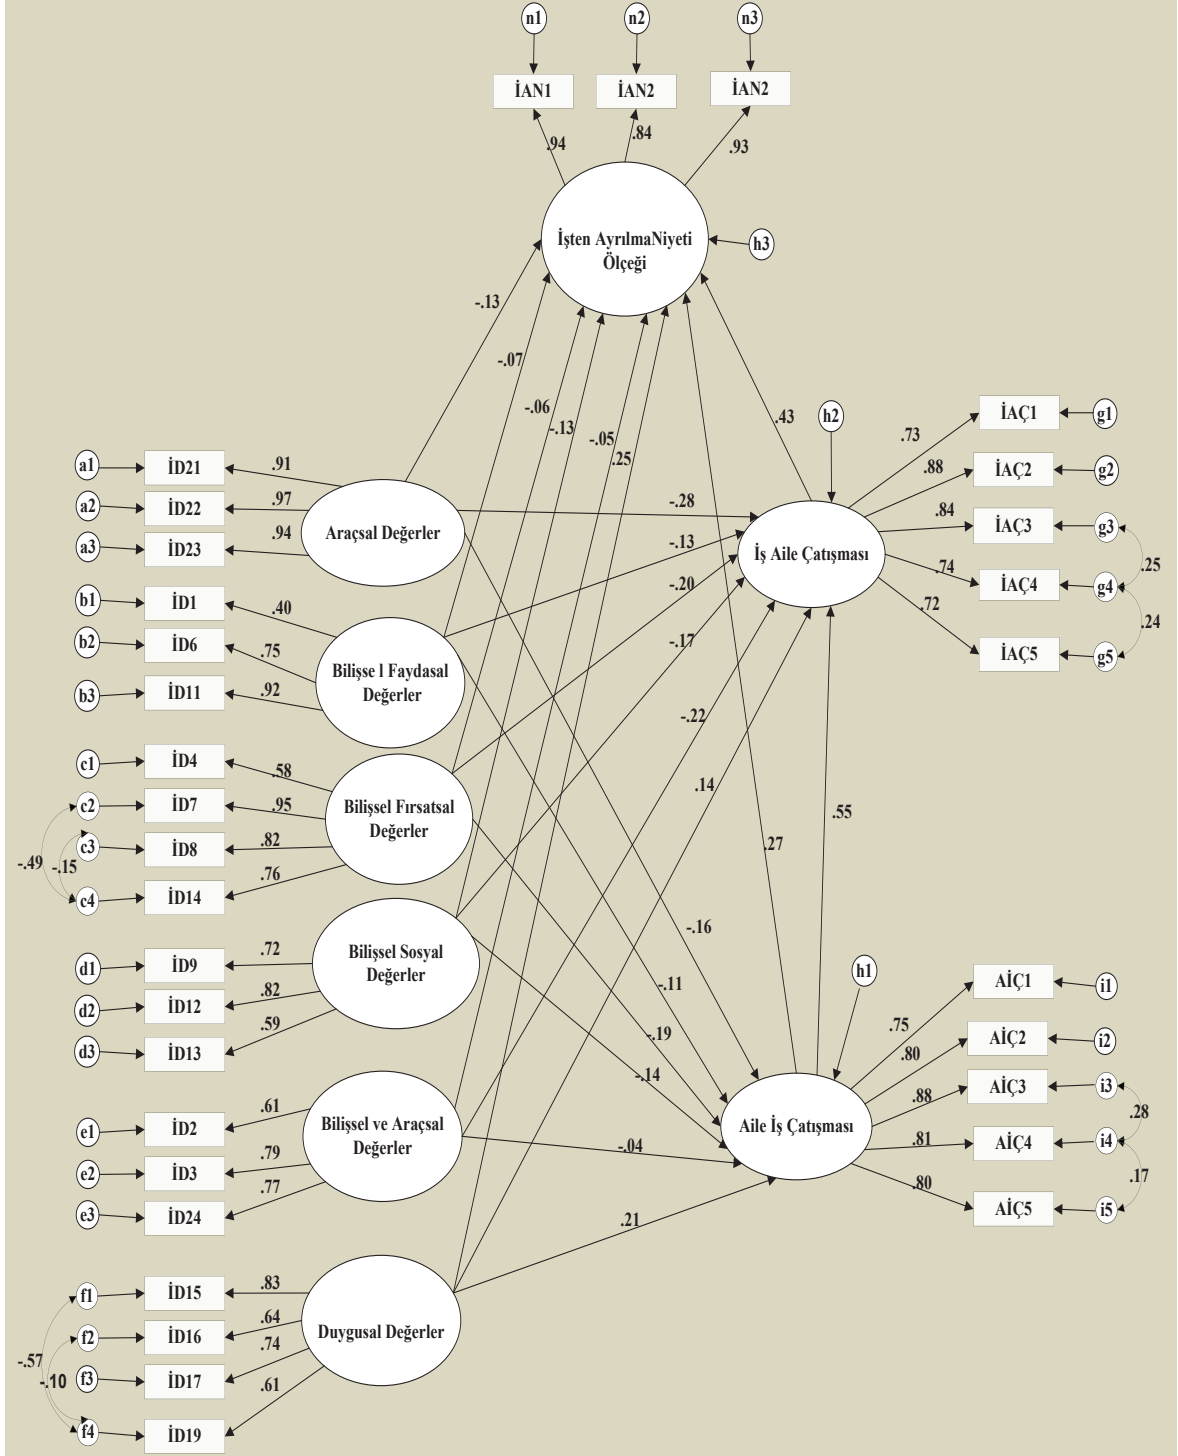 n1
n2
n3
İAN1
İAN2
İAN2
.94
.84
.93
İşten AyrılmaNiyeti
Ölçeği
h3
-.13
-.07
-.06
-.13
-.05
.25
.43
h2
.73
.88
.84
.74
.72
İAÇ1
İAÇ2
İAÇ3
İAÇ4
İAÇ5
g1
g2
g3
g4
g5
.25
.24
a1
a2
a3
İD21
İD22
İD23
.91
.97
.94
Araçsal Değerler
-.28
-.13
-.20
-.17
-.22
.14
İş Aile Çatışması
b1
b2
b3
İD1
İD6
İD11
.40
.75
.92
Bilişse l Faydasal
Değerler
c1
c2
c3
c4
-.49
-.15
İD4
İD7
İD8
İD14
.58
.95
.82
.76
Bilişsel Fırsatsal
Değerler
.27
.55
d1
d2
d3
İD9
İD12
İD13
.72
.82
.59
Bilişsel Sosyal
Değerler
-.16
-.11
-.19
-.14
-.04
.21
h1
Aile İş Çatışması
.75
.80
.88
.81
.80
AİÇ1
AİÇ2
AİÇ3
AİÇ4
AİÇ5
i1
i2
i3
i4
i5
.28
.17
e1
e2
e3
İD2
İD3
İD24
.61
.79
.77
Bilişsel ve Araçsal
Değerler
f1
f2
f3
f4
-.57
-.10
İD15
İD16
İD17
İD19
.83
.64
.74
.61
Duygusal Değerler